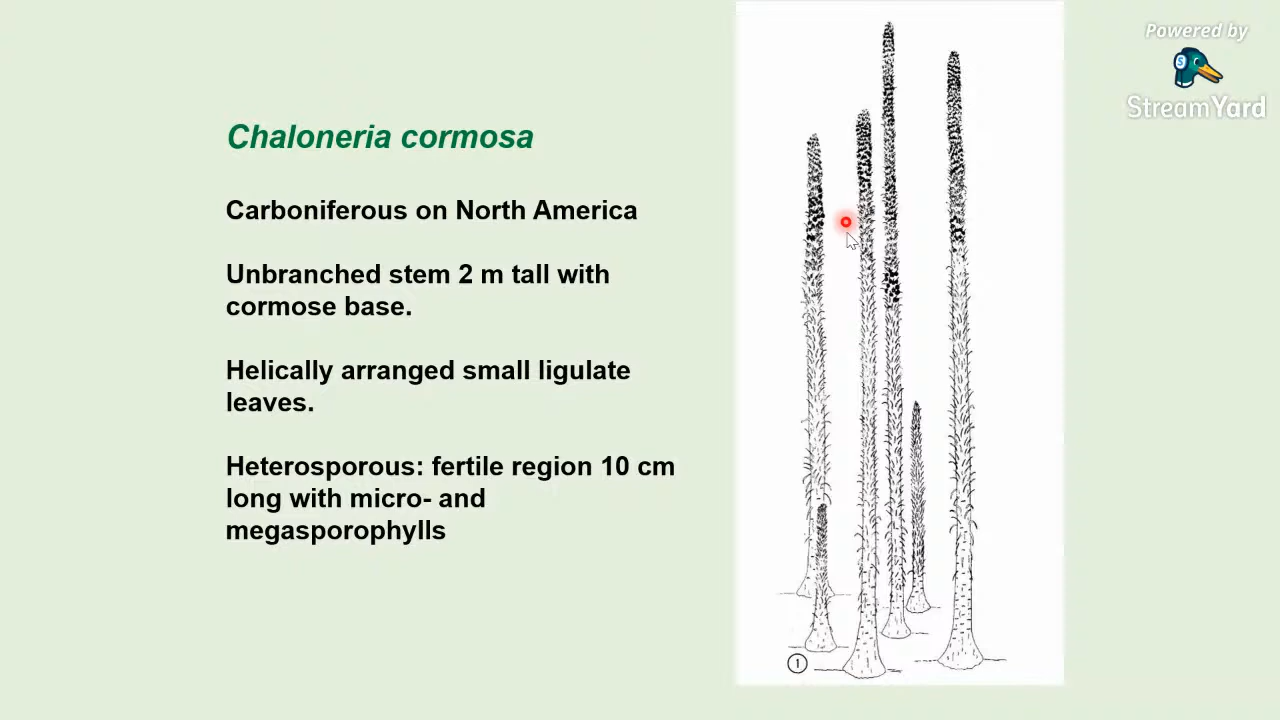 Powered by
StreamYard
Chaloneria cormosa
Carboniferous on North America
Unbranched stem 2 m tall with
cormose base.
Helically arranged small ligulate
leaves.
Heterosporous: fertile region 10 cm
long with micro- and
megasporophylls
1